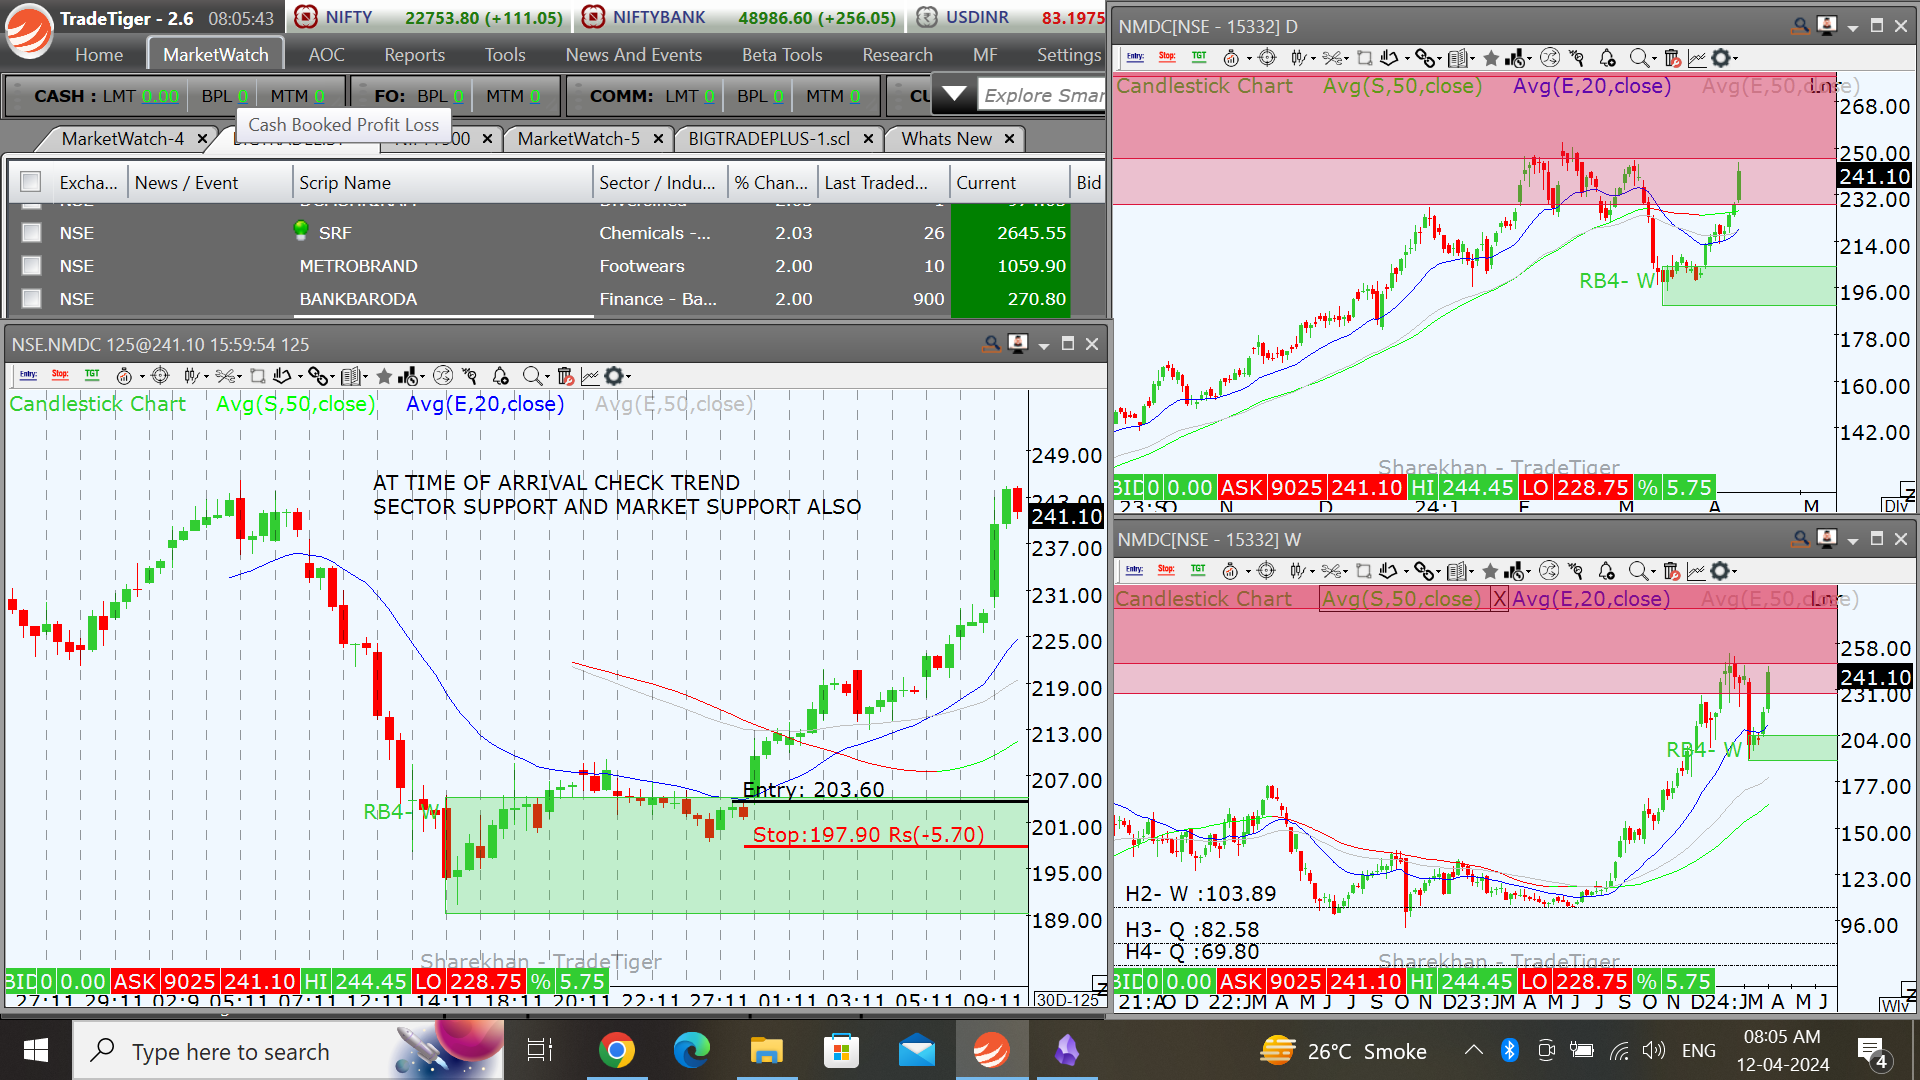 TradeTiger - 2.6 08:05:43
NIFTY 22753.80 (+111.05)
NIFTYBANK 48986.60 (+256.05)
USDINR 83.1975
Home MarketWatch AOC Reports Tools News And Events Beta Tools Research MF Settings
CASH : LMT 0.00 BPL 0 MTM 0
FO: BPL 0 MTM 0
COMM: LMT 0 BPL 0 MTM 0
Explore Smar
Cash Booked Profit Loss
MarketWatch-4 x
MarketWatch-5 x
BIGTRADEPLUS-1.scl x
Whats New x
Excha... News / Event Scrip Name Sector / Indu... % Chan... Last Traded... Current Bid
NSE SRF Chemicals -... 2.03 26 2645.55
NSE METROBRAND Footwears 2.00 10 1059.90
NSE BANKBARODA Finance - Ba... 2.00 900 270.80
NSE.NMDC 125@241.10 15:59:54 125
Entry: Stop: TGT
Candlestick Chart Avg(S,50,close) Avg(E,20,close) Avg(E,50,close)
AT TIME OF ARRIVAL CHECK TREND
SECTOR SUPPORT AND MARKET SUPPORT ALSO
249.00
243.00
241.10
237.00
231.00
225.00
219.00
213.00
207.00
201.00
195.00
189.00
RB4- W
Entry: 203.60
Stop:197.90 Rs(-5.70)
Sharekhan - TradeTiger
BID 0 0.00 ASK 9025 241.10 HI 244.45 LO 228.75 % 5.75
27:11 29:11 02:9 05:11 07:11 12:11 14:11 18:11 20:11 22:11 27:11 01:11 03:11 05:11 09:11 30D-125
NMDC[NSE - 15332] D
Entry: Stop: TGT
Candlestick Chart Avg(S,50,close) Avg(E,20,close) Avg(E,50,close)
268.00
250.00
241.10
232.00
214.00
196.00
178.00
160.00
142.00
RB4- W
Sharekhan - TradeTiger
BID 0 0.00 ASK 9025 241.10 HI 244.45 LO 228.75 % 5.75
N D 24:J F M A M
NMDC[NSE - 15332] W
Entry: Stop: TGT
Candlestick Chart Avg(S,50,close) X Avg(E,20,close) Avg(E,50,close)
258.00
241.10
231.00
204.00
177.00
150.00
123.00
96.00
RB4- W
H2- W :103.89
H3- Q :82.58
H4- Q :69.80
Sharekhan - TradeTiger
BID 0 0.00 ASK 9025 241.10 HI 244.45 LO 228.75 % 5.75
21:A O D 22:J M A M J J S O N D 23:J M A M J J S O N D 24:J M A M J
Type here to search
26°C Smoke
ENG
08:05 AM
12-04-2024
4